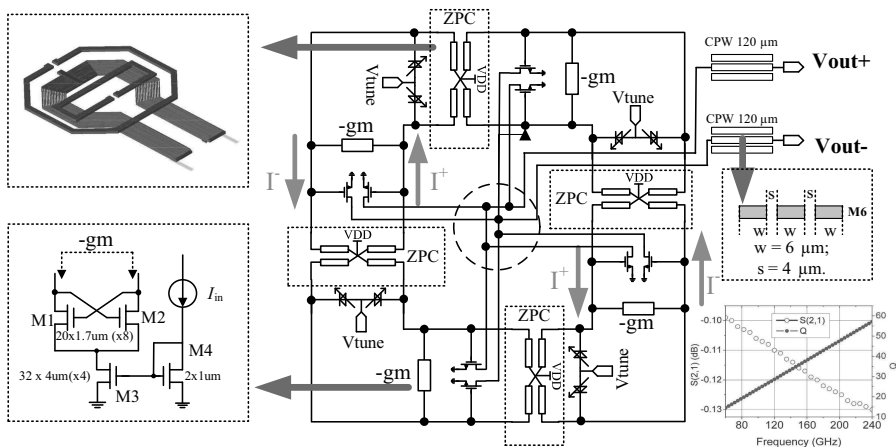 ZPC
VDD
Vtune
-gm
-gm
Vtune
CPW 120 µm
Vout+
CPW 120 µm
Vout-
-gm
I-
I+
VDD
ZPC
VDD
ZPC
s
s
M6
w
w
w
w = 6 µm;
s = 4 µm.
I+
I-
-gm
-gm
Iin
M1
M2
20x1.7um (x8)
M4
32 x 4um(x4)
2x1um
M3
Vtune
-gm
ZPC
VDD
Vtune
S(2,1)
Q
-0.10
-0.11
-0.12
-0.13
S(2,1) (dB)
60
50
40
30
20
10
0
Q
80 120 160 200 240
Frequency (GHz)